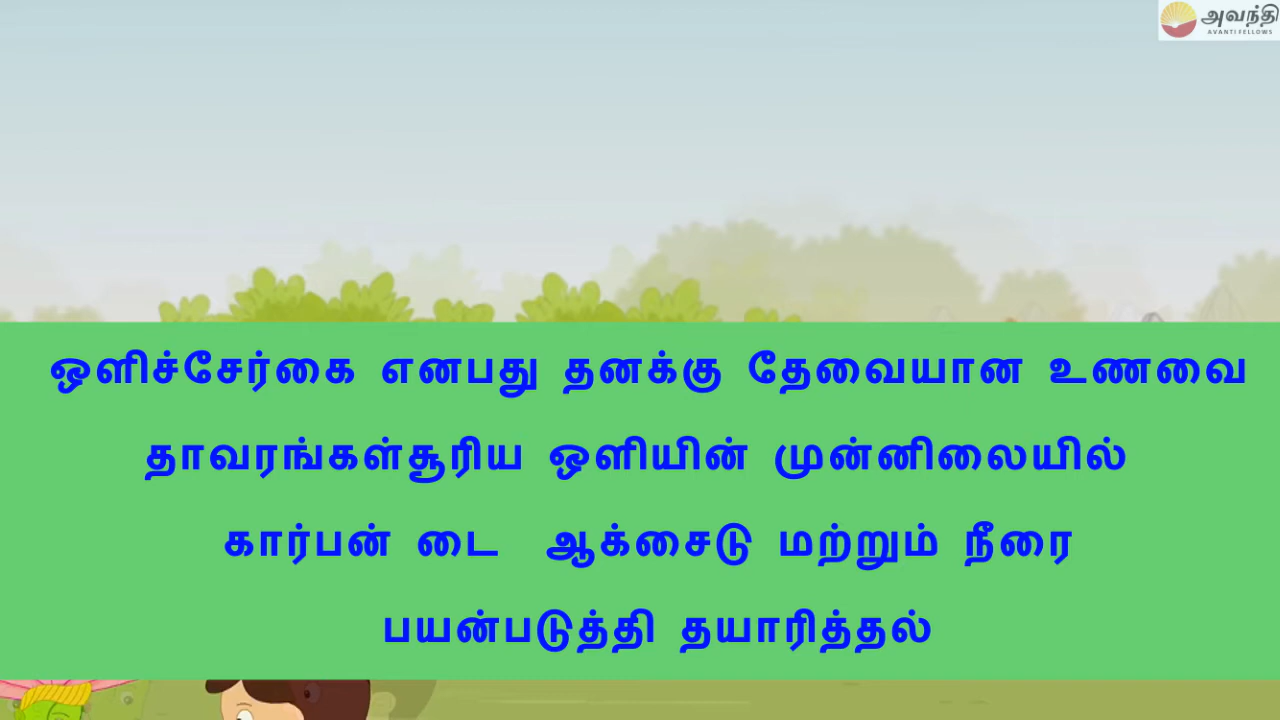 அவந்தி
AVANTI FELLOWS
ஒளிச்சேர்கை எனபது தனக்கு தேவையான உணவை
தாவரங்கள்சூரிய ஒளியின் முன்னிலையில்
கார்பன் டை ஆக்சைடு மற்றும் நீரை
பயன்படுத்தி தயாரித்தல்